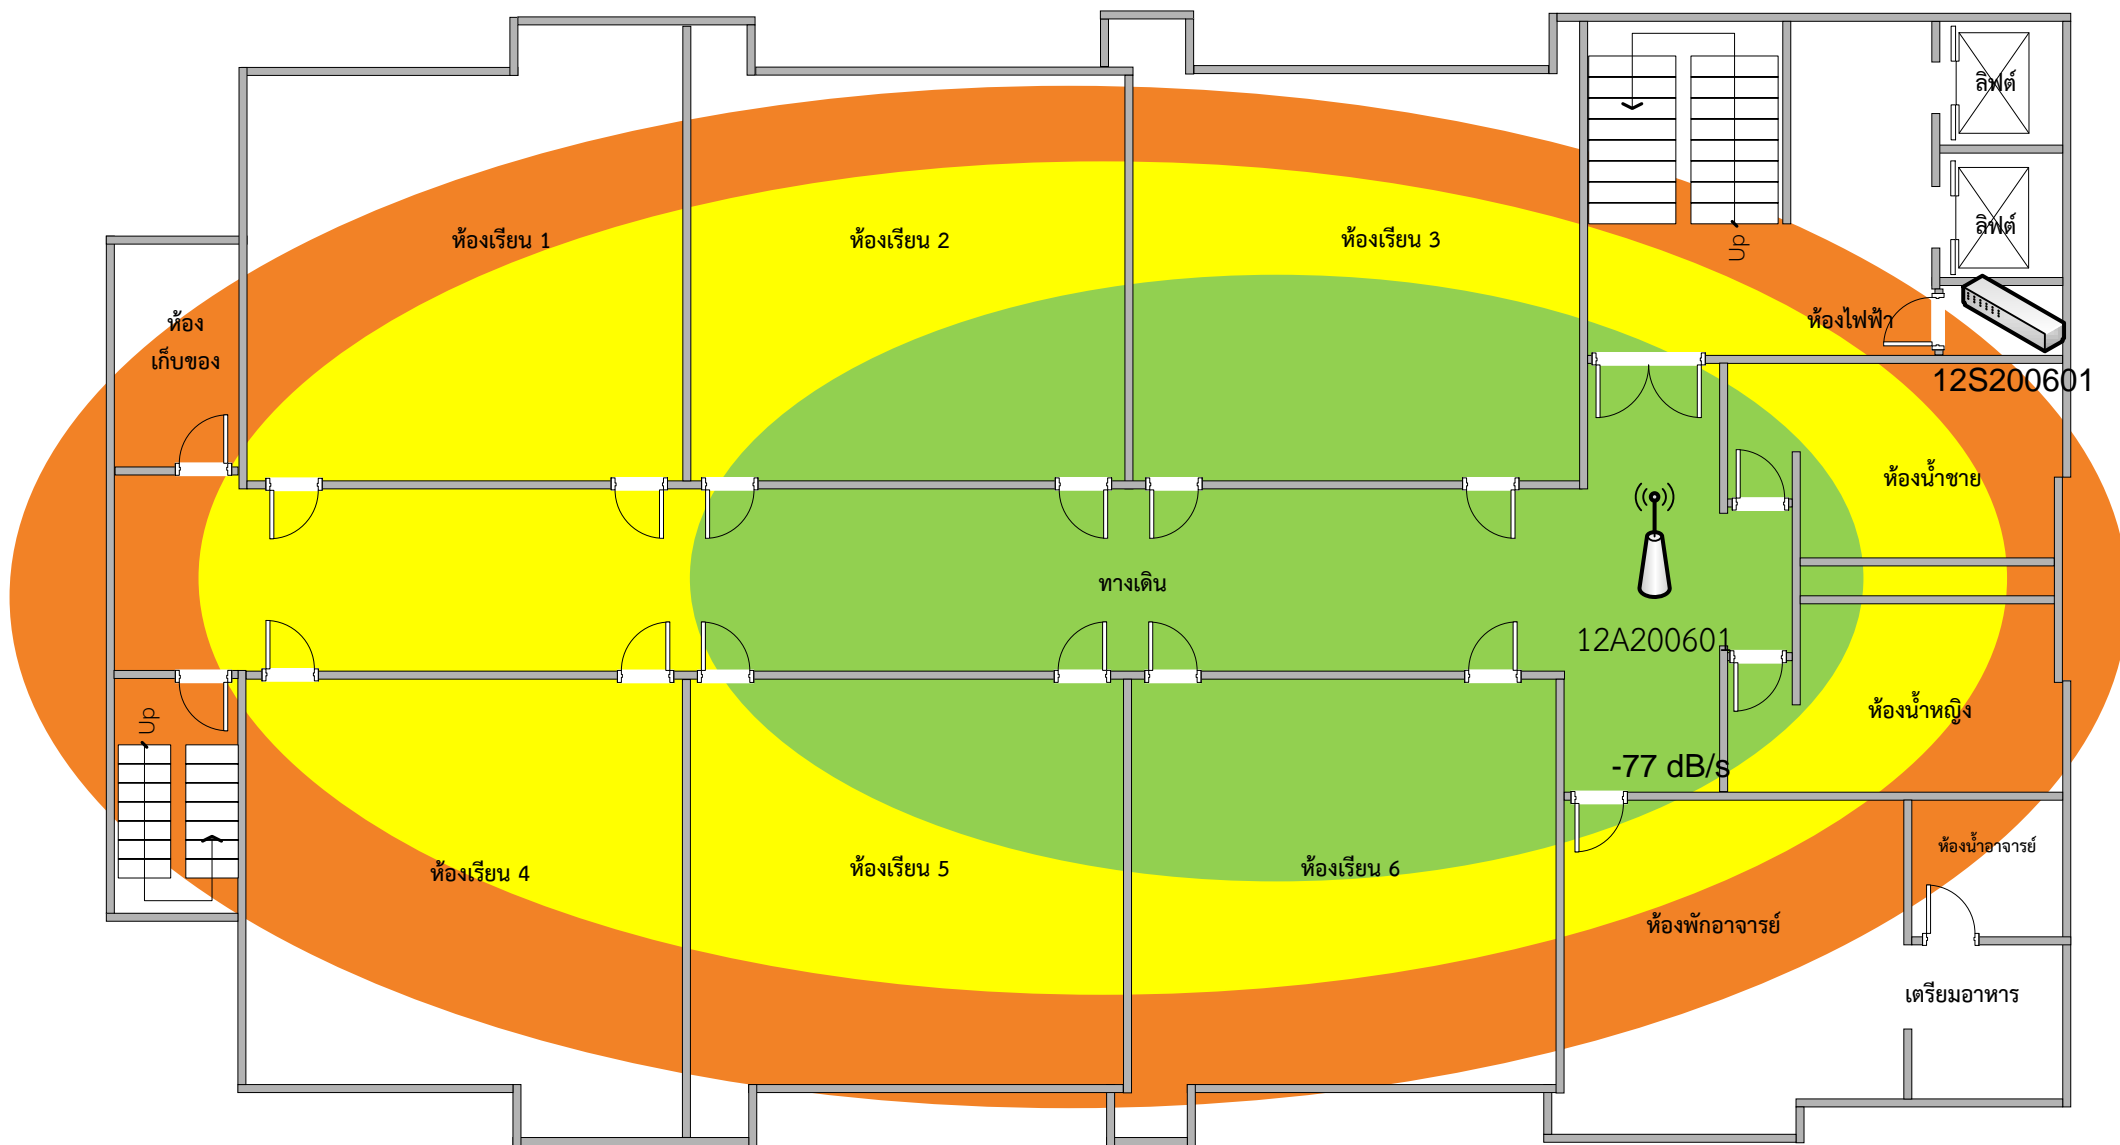 ลิฟต์
ลิฟต์
ห้องเรียน 1
ห้องเรียน 2
ห้องเรียน 3
Up
ห้อง
เก็บของ
ห้องไฟฟ้า
12S200601
ห้องน้ำชาย
ทางเดิน
12A200601
ห้องน้ำหญิง
Up
-77 dB/s
ห้องเรียน 4
ห้องเรียน 5
ห้องเรียน 6
ห้องน้ำอาจารย์
ห้องพักอาจารย์
เตรียมอาหาร